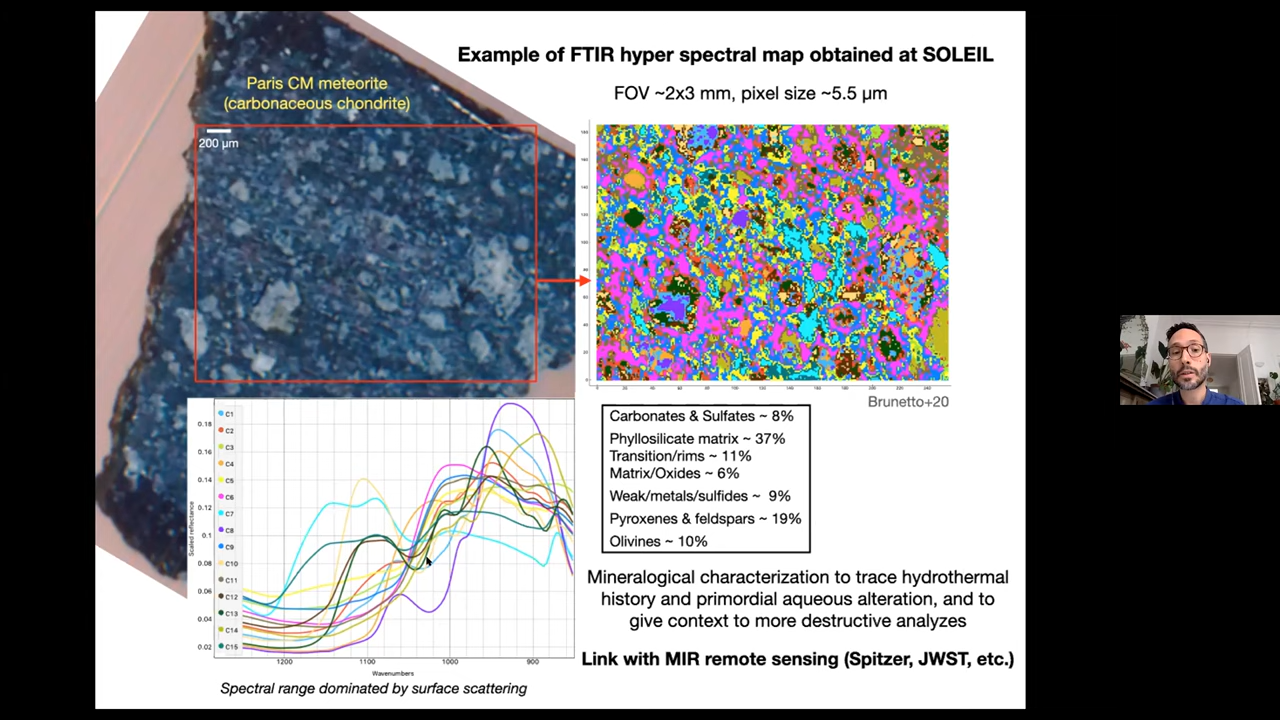 Example of FTIR hyper spectral map obtained at SOLEIL
Paris CM meteorite
(carbonaceous chondrite)
FOV ~2x3 mm, pixel size ~5.5 µm
200 µm
Brunetto+20
Carbonates & Sulfates ~ 8%
Phyllosilicate matrix ~ 37%
Transition/rims ~ 11%
Matrix/Oxides ~ 6%
Weak/metals/sulfides ~ 9%
Pyroxenes & feldspars ~ 19%
Olivines ~ 10%
C1
C2
C3
C4
C5
C6
C7
C8
C9
C10
C11
C12
C13
C14
C15
0.18
0.16
0.14
0.12
0.1
0.08
0.06
0.04
0.02
Scaled reflectance
1200 1100 1000 900
Wavenumbers
Spectral range dominated by surface scattering
Mineralogical characterization to trace hydrothermal
history and primordial aqueous alteration, and to
give context to more destructive analyzes
Link with MIR remote sensing (Spitzer, JWST, etc.)